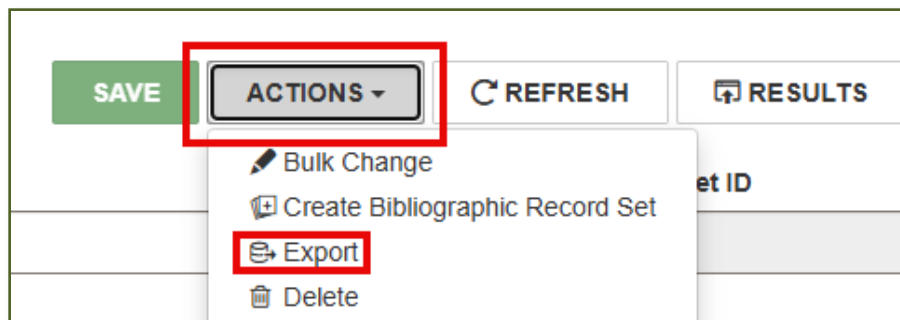 SAVE ACTIONS REFRESH RESULTS
Bulk Change
et ID
Create Bibliographic Record Set
Export
Delete